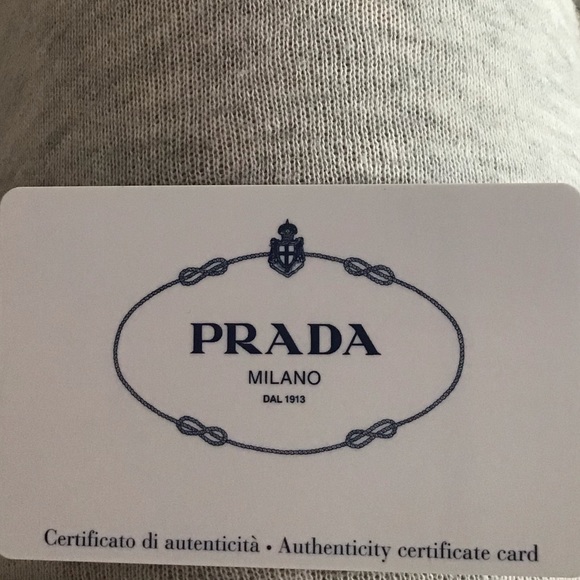 PRADA
MILANO
DAL 1913
Certificato di autenticità • Authenticity certificate card